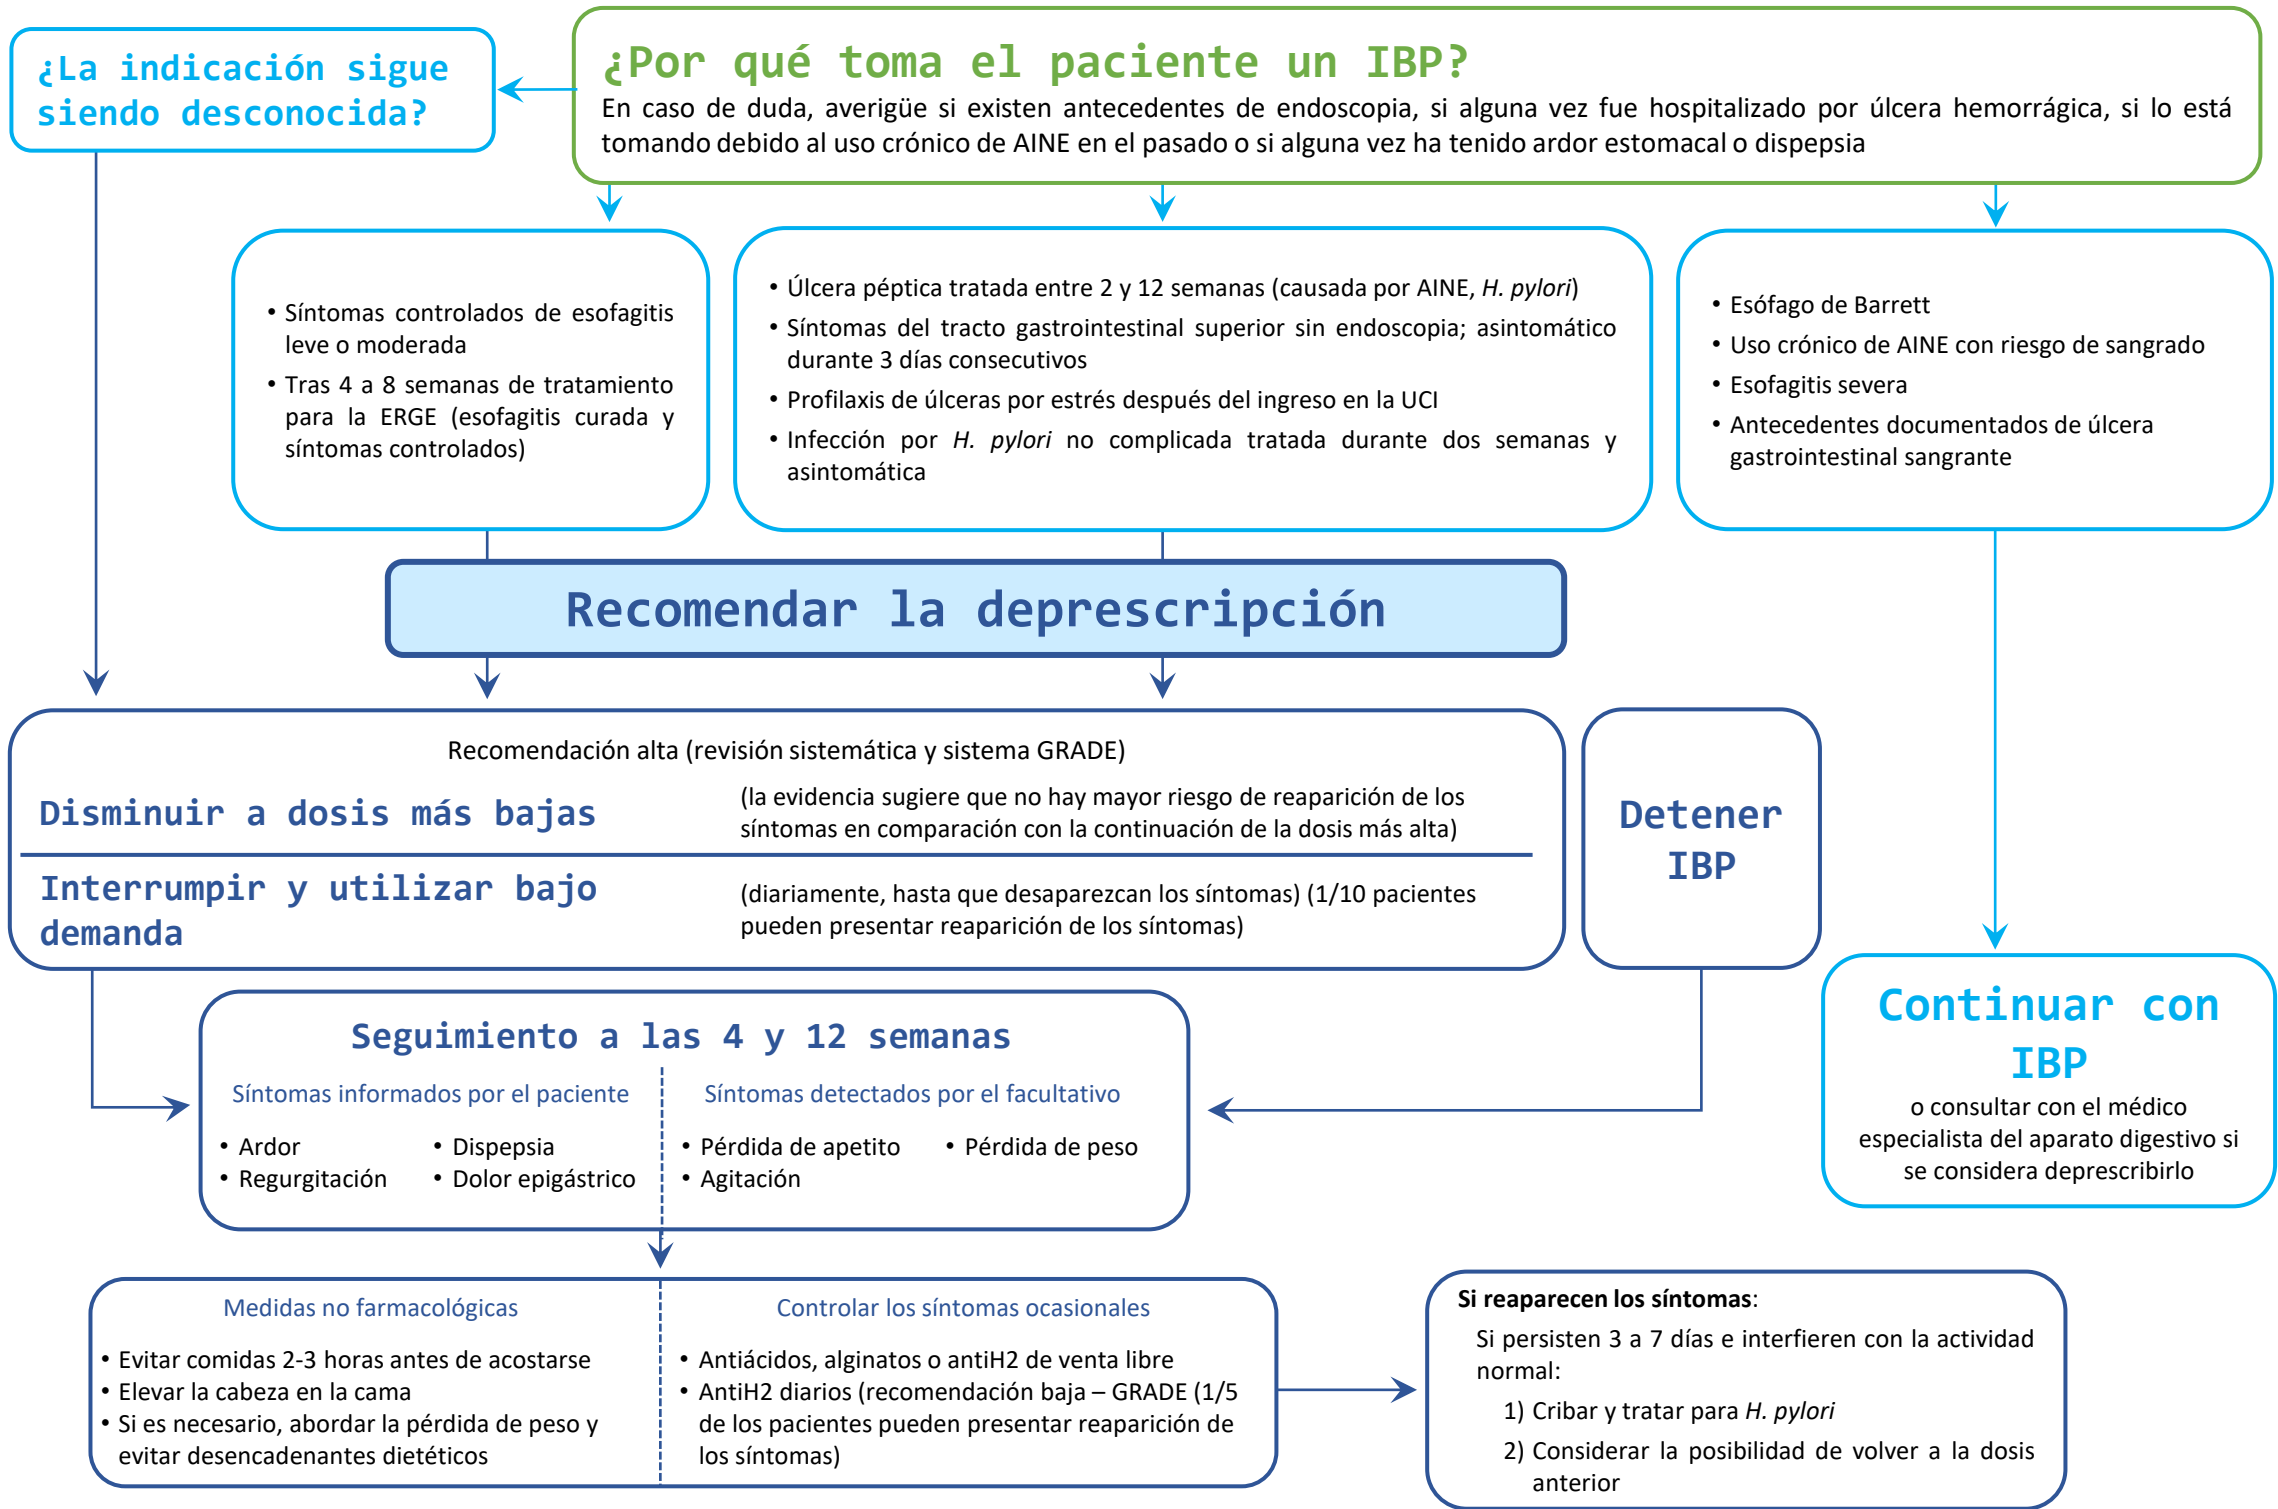 ¿La indicación sigue
siendo desconocida?
¿Por qué toma el paciente un IBP?
En caso de duda, averigüe si existen antecedentes de endoscopia, si alguna vez fue hospitalizado por úlcera hemorrágica, si lo está
tomando debido al uso crónico de AINE en el pasado o si alguna vez ha tenido ardor estomacal o dispepsia
• Síntomas controlados de esofagitis
leve o moderada
• Tras 4 a 8 semanas de tratamiento
para la ERGE (esofagitis curada y
síntomas controlados)
• Úlcera péptica tratada entre 2 y 12 semanas (causada por AINE, H. pylori)
• Síntomas del tracto gastrointestinal superior sin endoscopia; asintomático
durante 3 días consecutivos
• Profilaxis de úlceras por estrés después del ingreso en la UCI
• Infección por H. pylori no complicada tratada durante dos semanas y
asintomática
• Esófago de Barrett
• Uso crónico de AINE con riesgo de sangrado
• Esofagitis severa
• Antecedentes documentados de úlcera
gastrointestinal sangrante
Recomendar la deprescripción
Recomendación alta (revisión sistemática y sistema GRADE)
Disminuir a dosis más bajas
(la evidencia sugiere que no hay mayor riesgo de reaparición de los
síntomas en comparación con la continuación de la dosis más alta)
Interrumpir y utilizar bajo
demanda
(diariamente, hasta que desaparezcan los síntomas) (1/10 pacientes
pueden presentar reaparición de los síntomas)
Detener
IBP
Continuar con
IBP
o consultar con el médico
especialista del aparato digestivo si
se considera deprescribirlo
Seguimiento a las 4 y 12 semanas
Síntomas informados por el paciente
• Ardor
• Regurgitación
• Dispepsia
• Dolor epigástrico
Síntomas detectados por el facultativo
• Pérdida de apetito
• Agitación
• Pérdida de peso
Medidas no farmacológicas
• Evitar comidas 2-3 horas antes de acostarse
• Elevar la cabeza en la cama
• Si es necesario, abordar la pérdida de peso y
evitar desencadenantes dietéticos
Controlar los síntomas ocasionales
• Antiácidos, alginatos o antiH2 de venta libre
• AntiH2 diarios (recomendación baja – GRADE (1/5
de los pacientes pueden presentar reaparición de
los síntomas)
Si reaparecen los síntomas:
Si persisten 3 a 7 días e interfieren con la actividad
normal:
1) Cribar y tratar para H. pylori
2) Considerar la posibilidad de volver a la dosis
anterior